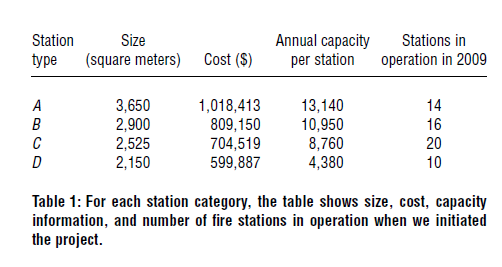 Station Size Annual capacity Stations in
type (square meters) Cost ($) per station operation in 2009
A 3,650 1,018,413 13,140 14
B 2,900 809,150 10,950 16
C 2,525 704,519 8,760 20
D 2,150 599,887 4,380 10
Table 1: For each station category, the table shows size, cost, capacity
information, and number of fire stations in operation when we initiated
the project.